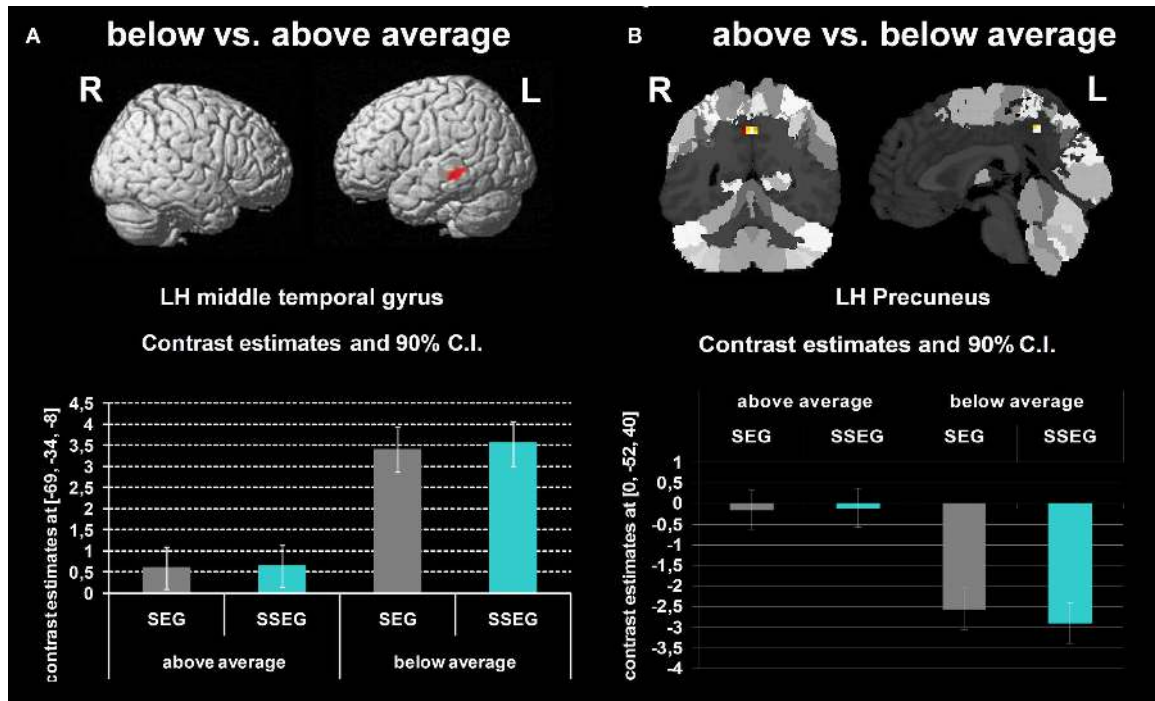 A below vs. above average
R L
LH middle temporal gyrus
Contrast estimates and 90% C.I.
contrast estimates at [-69, -34, -8]
4,5
4
3,5
3
2,5
2
1,5
1
0,5
0
SEG SSEG SEG SSEG
above average below average
B above vs. below average
R L
LH Precuneus
Contrast estimates and 90% C.I.
contrast estimates at [0, -52, 40]
above average below average
SEG SSEG SEG SSEG
1
0,5
0
-0,5
-1
-1,5
-2
-2,5
-3
-3,5
-4